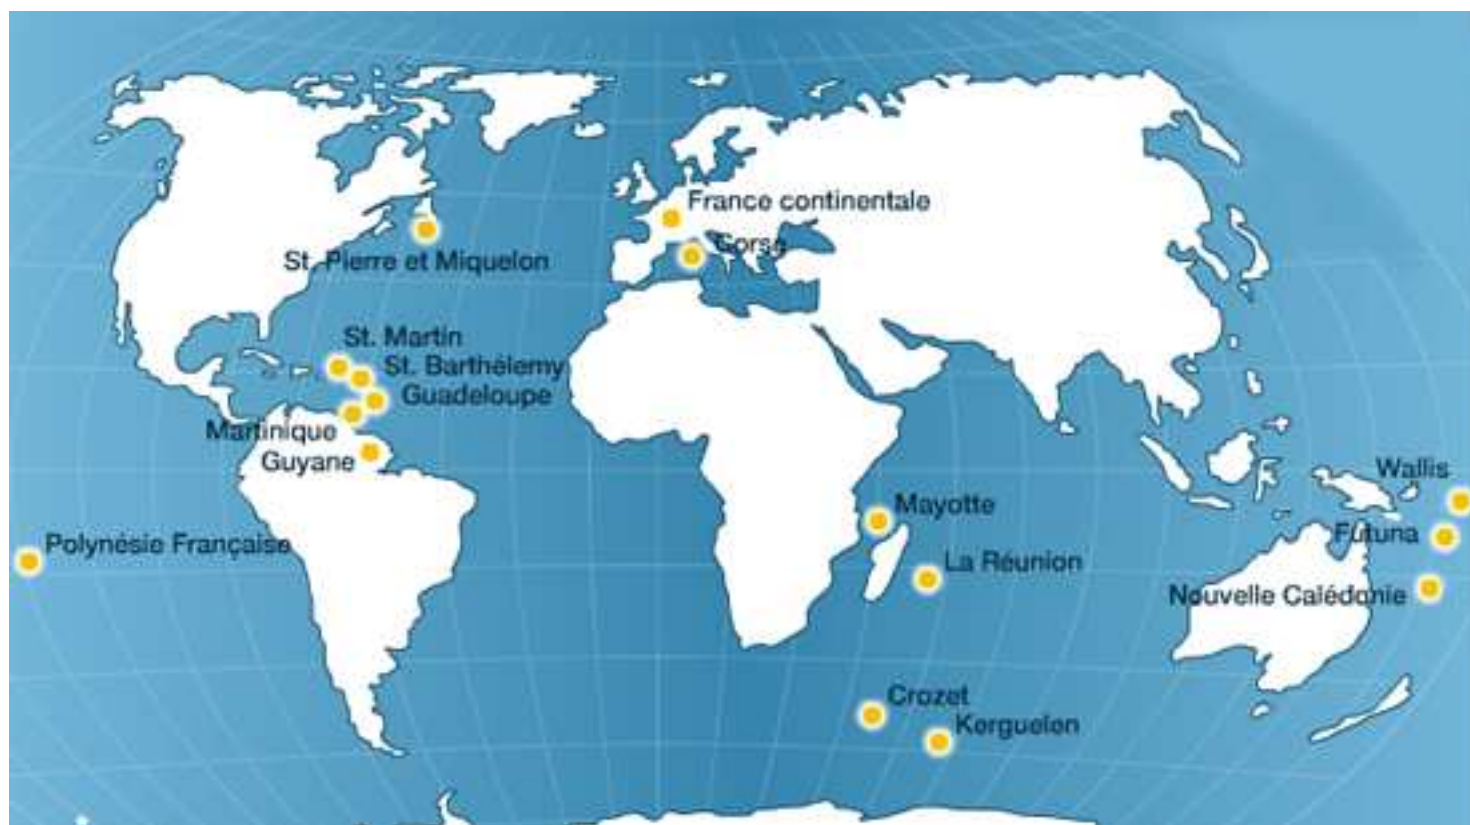 France continentale
Corse
St. Pierre et Miquelon
St. Martin
St. Barthélemy
Guadeloupe
Martinique
Guyane
Wallis
Mayotte
Futuna
Polynésie Française
La Réunion
Nouvelle Calédonie
Crozet
Kerguelen